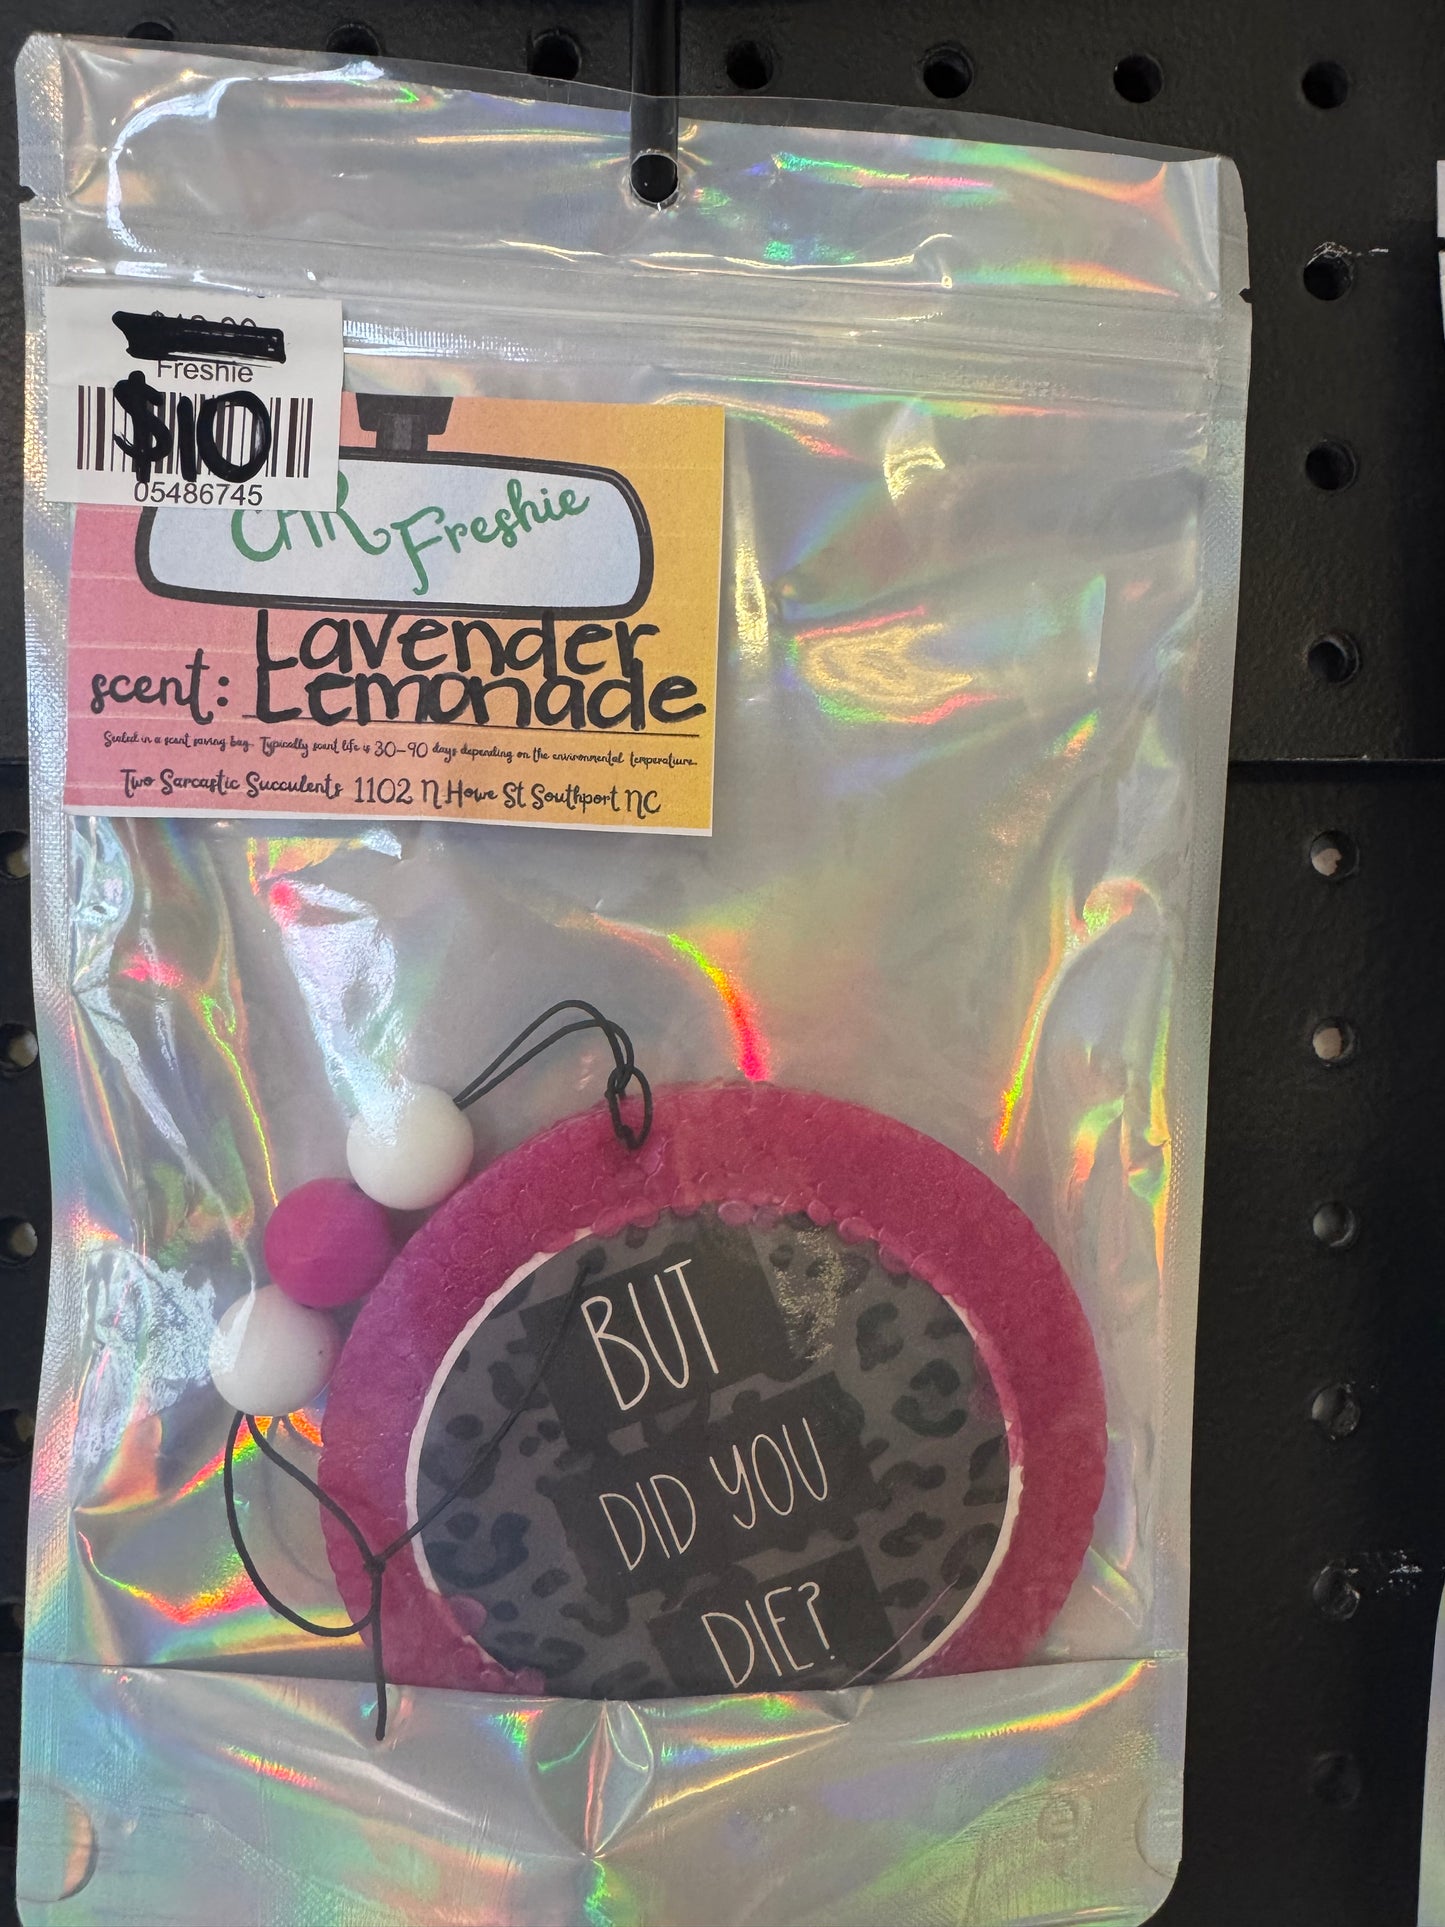 Freshie
$10
05486745
CAR Freshie
scent: Lavender
Lemonade
Sealed in a scent saving bag. Typically scent life is 30-90 days depending on the environmental temperature.
Two Sarcastic Succulents 1102 N Howe St Southport NC
BUT
DID YOU
DIE?